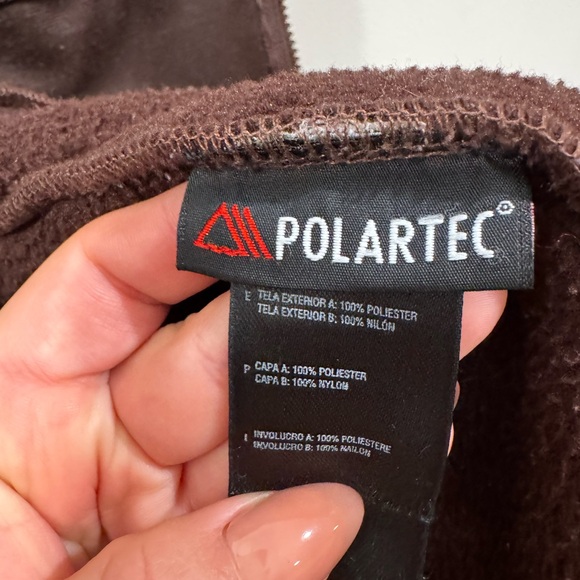 POLARTEC®
E TELA EXTERIOR A: 100% POLIESTER
TELA EXTERIOR B: 100% NILÓN
P CAPA A: 100% POLIESTER
CAPA B: 100% NYLON
I INVOLUCRO A: 100% POLIESTERE
INVOLUCRO B: 100% NAILON